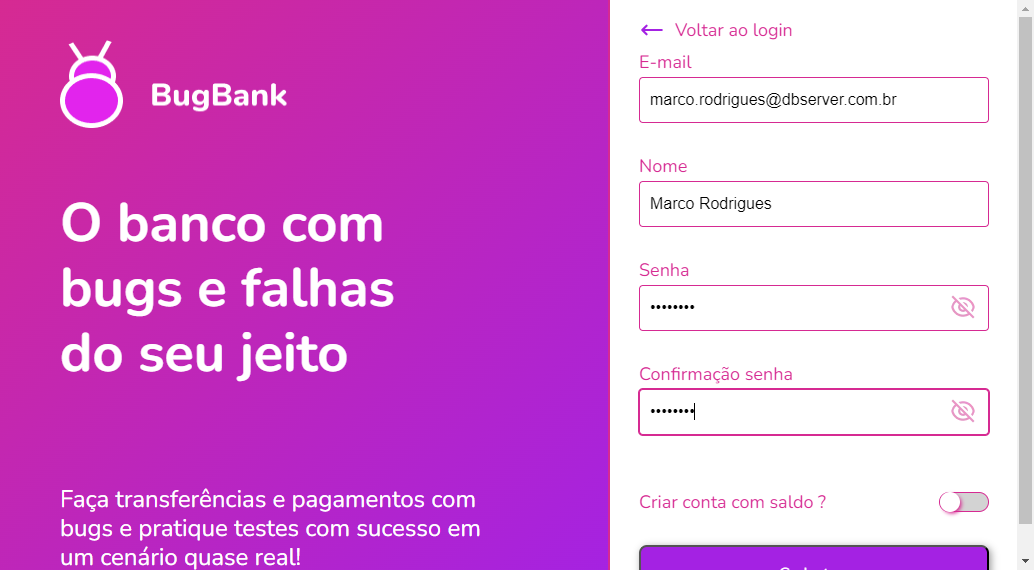 BugBank
O banco com
bugs e falhas
do seu jeito
Faça transferências e pagamentos com
bugs e pratique testes com sucesso em
um cenário quase real!
Voltar ao login
E-mail
marco.rodrigues@dbserver.com.br
Nome
Marco Rodrigues
Senha
••••••••
Confirmação senha
••••••••
Criar conta com saldo ?